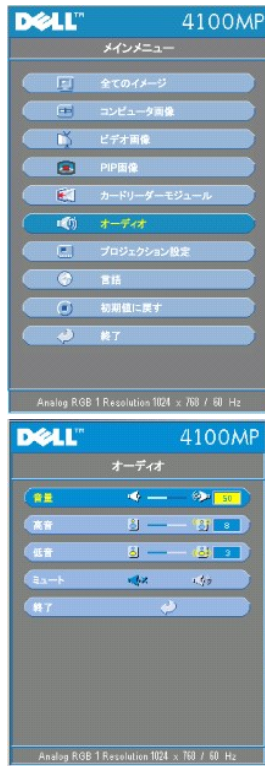 DELL™ 4100MP
メインメニュー
全てのイメージ
コンピュータ画像
ビデオ画像
PIP画像
カードリーダーモジュール
オーディオ
プロジェクション設定
言語
初期値に戻す
終了
Analog RGB 1 Resolution 1024 x 768 / 60 Hz
DELL™ 4100MP
オーディオ
音量 50
高音 8
低音 3
ミュート
終了
Analog RGB 1 Resolution 1024 x 768 / 60 Hz